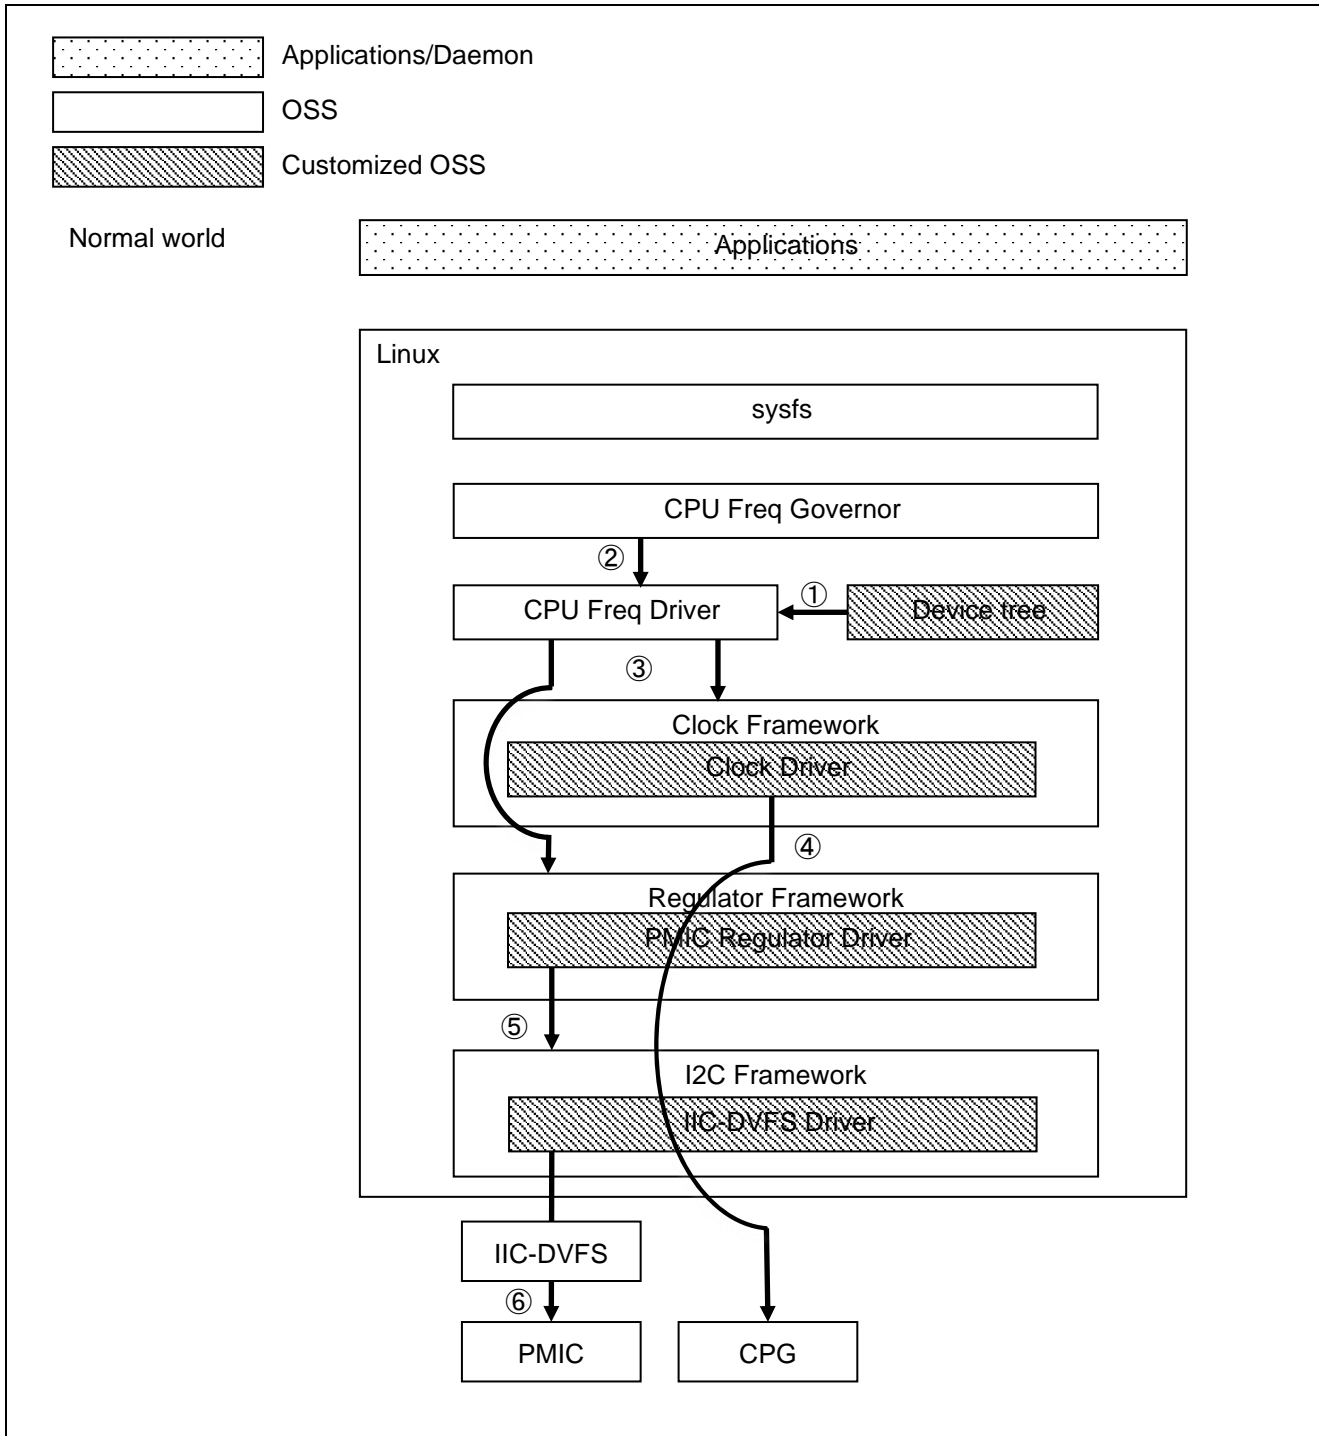 Applications/Daemon
OSS
Customized OSS
Normal world
Applications
Linux
sysfs
CPU Freq Governor
②
CPU Freq Driver
①
Device tree
③
Clock Framework
Clock Driver
④
Regulator Framework
PMIC Regulator Driver
⑤
I2C Framework
IIC-DVFS Driver
IIC-DVFS
⑥
PMIC
CPG